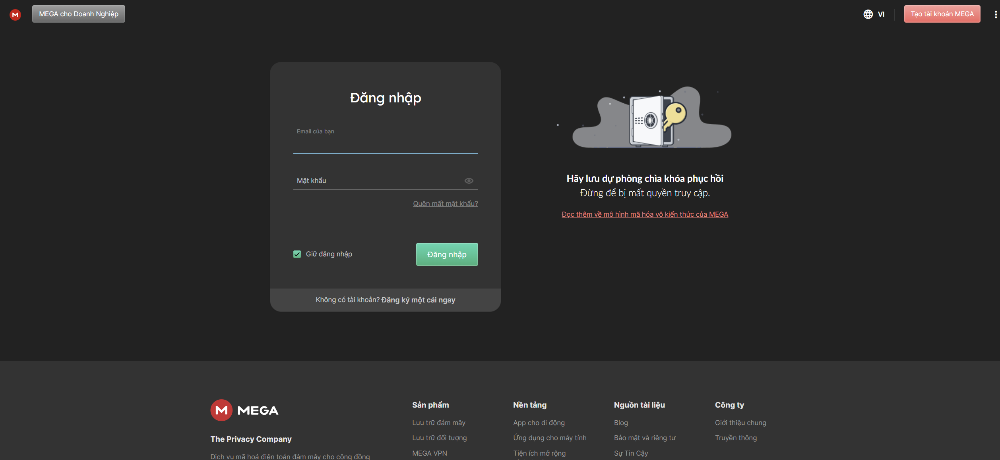 MEGA cho Doanh Nghiệp
VI
Tạo tài khoản MEGA
Đăng nhập
Email của bạn
Mật khẩu
Quên mất mật khẩu?
Giữ đăng nhập
Đăng nhập
Không có tài khoản? Đăng ký một cái ngay
Hãy lưu dự phòng chìa khóa phục hồi
Đừng để bị mất quyền truy cập.
Đọc thêm về mô hình mã hóa vô kiến thức của MEGA
MEGA
The Privacy Company
Dịch vụ mã hoá điện toán đám mây cho cộng đồng
Sản phẩm
Lưu trữ đám mây
Lưu trữ đối tượng
MEGA VPN
Nền tảng
App cho di động
Ứng dụng cho máy tính
Tiện ích mở rộng
Nguồn tài liệu
Blog
Bảo mật và riêng tư
Sự Tin Cậy
Công ty
Giới thiệu chung
Truyền thông